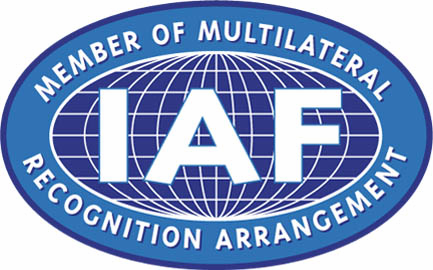 MEMBER OF MULTILATERAL
IAF
RECOGNITION ARRANGEMENT